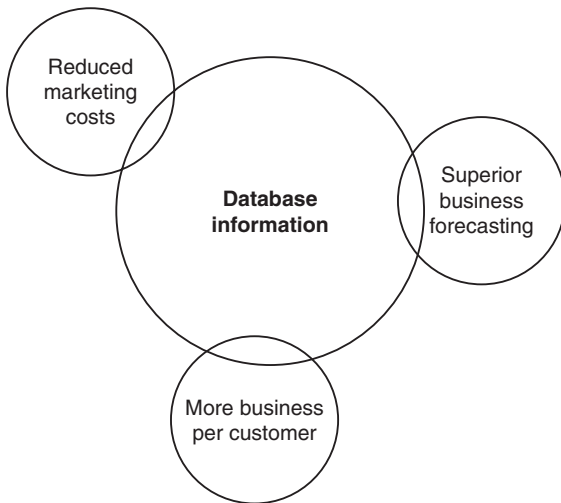 Reduced
marketing
costs
Superior
business
forecasting
Database
information
More business
per customer